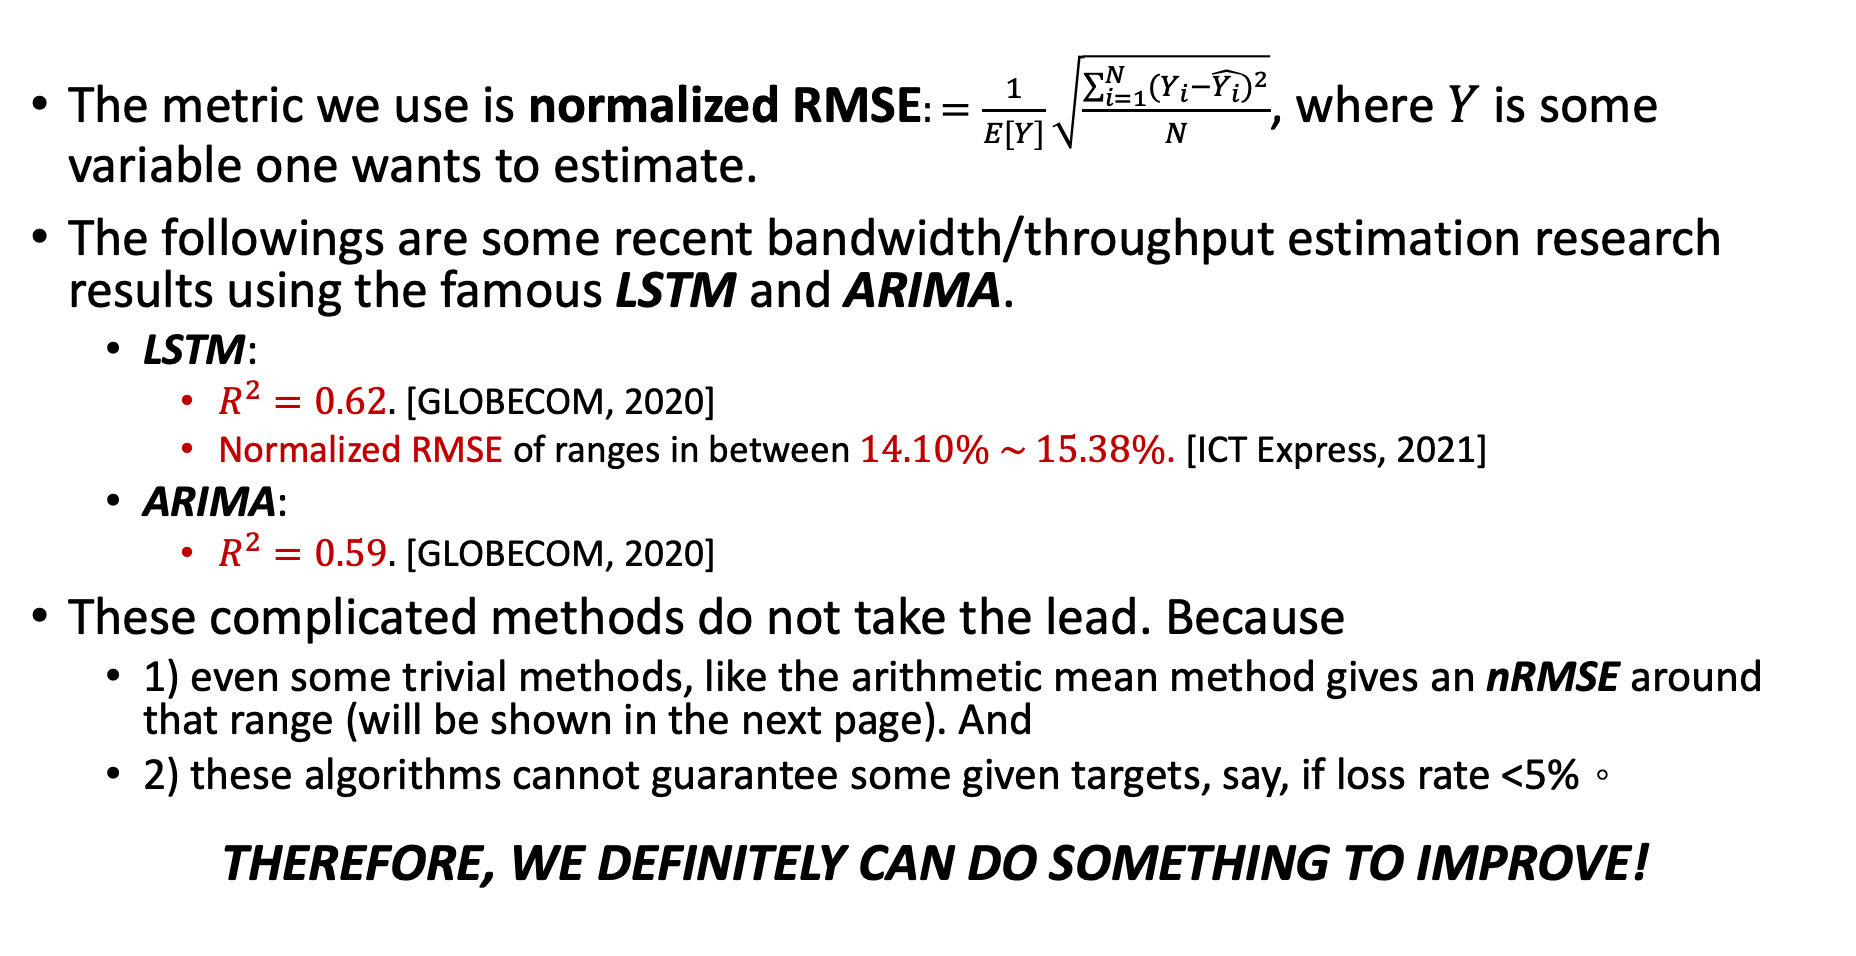 • The metric we use is normalized RMSE: = \frac{1}{E[Y]} \sqrt{\frac{\sum_{i=1}^{N}(Y_i - \widehat{Y_i})^2}{N}}, where Y is some
variable one wants to estimate.
• The followings are some recent bandwidth/throughput estimation research
results using the famous LSTM and ARIMA.
• LSTM:
• R² = 0.62. [GLOBECOM, 2020]
• Normalized RMSE of ranges in between 14.10% ~ 15.38%. [ICT Express, 2021]
• ARIMA:
• R² = 0.59. [GLOBECOM, 2020]
• These complicated methods do not take the lead. Because
• 1) even some trivial methods, like the arithmetic mean method gives an nRMSE around
that range (will be shown in the next page). And
• 2) these algorithms cannot guarantee some given targets, say, if loss rate <5% 。
THEREFORE, WE DEFINITELY CAN DO SOMETHING TO IMPROVE!